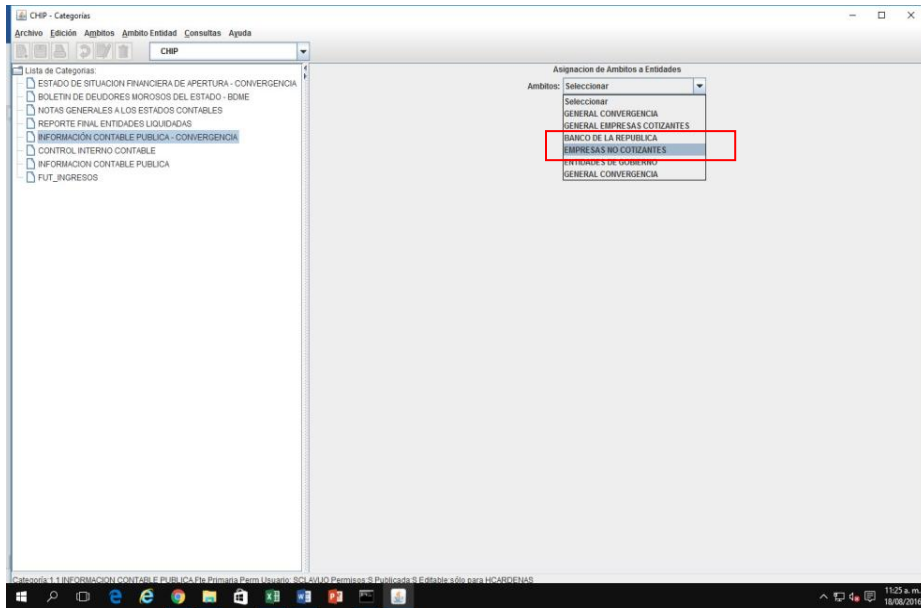 CHIP - Categorias
Archivo Edición Ambitos Ambito Entidad Consultas Ayuda
CHIP
Lista de Categorias:
ESTADO DE SITUACION FINANCIERA DE APERTURA - CONVERGENCIA
BOLETIN DE DEUDORES MOROSOS DEL ESTADO - BDME
NOTAS GENERALES A LOS ESTADOS CONTABLES
REPORTE FINAL ENTIDADES LIQUIDADAS
INFORMACIÓN CONTABLE PUBLICA - CONVERGENCIA
CONTROL INTERNO CONTABLE
INFORMACION CONTABLE PUBLICA
FUT_INGRESOS
Asignacion de Ambitos a Entidades
Ambitos: Seleccionar
Seleccionar
GENERAL CONVERGENCIA
GENERAL EMPRESAS COTIZANTES
BANCO DE LA REPUBLICA
EMPRESAS NO COTIZANTES
ENTIDADES DE GOBIERNO
GENERAL CONVERGENCIA
Categoría:1.1 INFORMACION CONTABLE PUBLICA Fte Primaria Perm Usuario: SCLAVIJO Permisos:S Publicada:S Editable:sólo para HCARDENAS
11:25 a.m.
18/08/2016